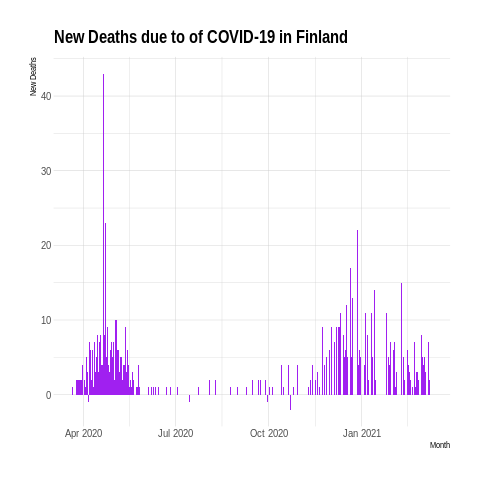 New Deaths due to of COVID-19 in Finland
New Deaths
40
30
20
10
0
Apr 2020 Jul 2020 Oct 2020 Jan 2021
Month